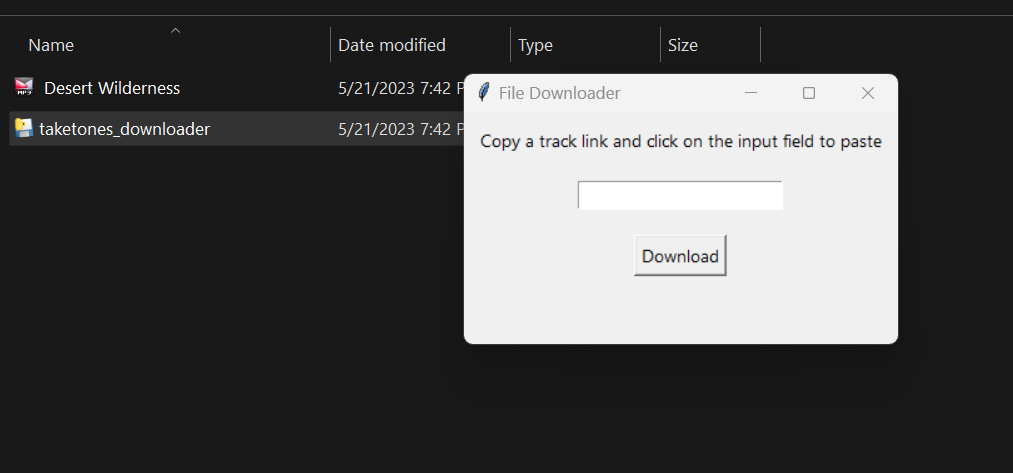 Name Date modified Type Size
Desert Wilderness 5/21/2023 7:42 P
taketones_downloader 5/21/2023 7:42 P
File Downloader
Copy a track link and click on the input field to paste
Download